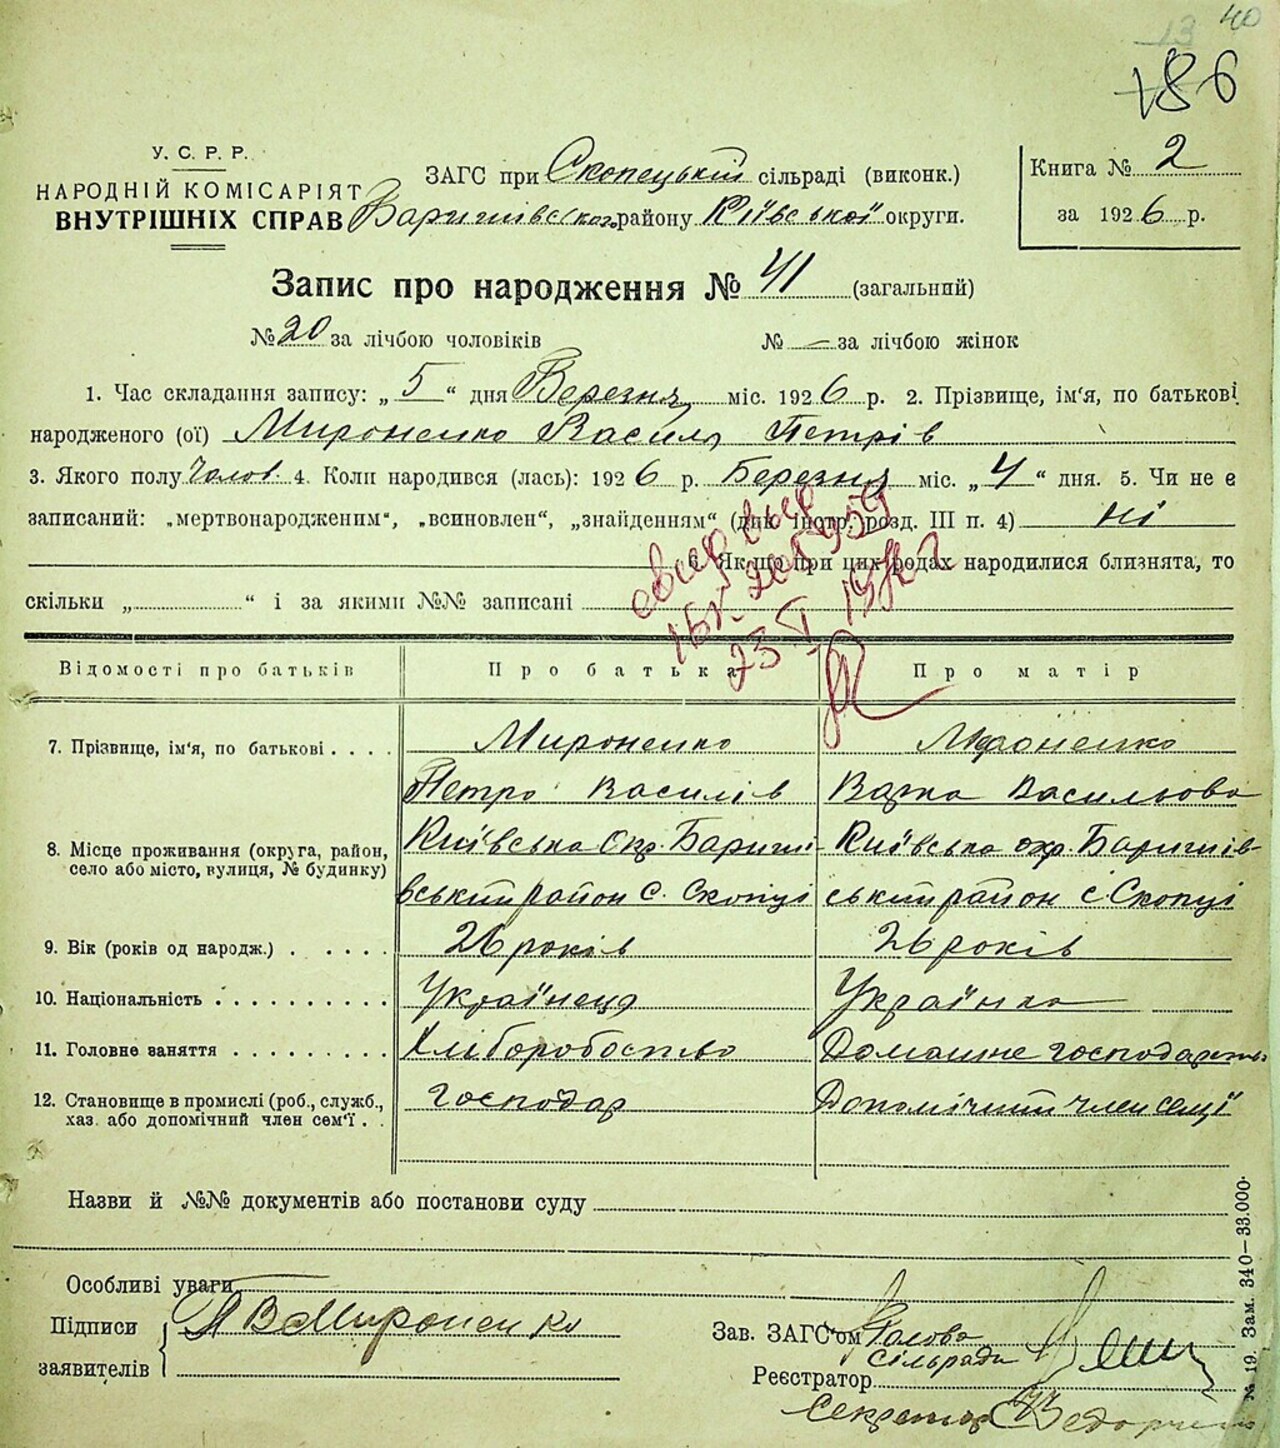 40
13
186
У. С. Р. Р.
НАРОДНІЙ КОМІСАРІЯТ
ВНУТРІШНІХ СПРАВ
ЗАГС при Скопецькій сільраді (виконк.)
Баришівського району Київської округи.
Книга № 2
за 1926 р.
Запис про народження № 41 (загальний)
№ 20 за лічбою чоловіків № — за лічбою жінок
1. Час складання запису: „ 5 “ дня Березня міс. 1926 р. 2. Прізвище, ім'я, по батькові
народженого (ої) Мироненко Василь Петрів
3. Якого полу Чолов. 4. Коли народився (лась): 1926 р. Березня міс. „ 4 “ дня. 5. Чи не є
записаний: „мертвонародженим“, „всиновлен“, „знайденням“ (див. інстр. розд. III п. 4) ні
6. Якщо при цих родах народилися близнята, то
скільки „ “ і за якими №№ записані
23 V
Відомості про батьків Про батька Про матір
7. Прізвище, ім'я, по батькові . . . . Мироненко Мироненко
Петро Василів Варка Васильова
8. Місце проживання (округа, район, село або місто, вулиця, № будинку) Київська окр. Бариші- Київська окр. Баришів-
вський район с. Скопці ський район с. Скопці
9. Вік (років од народж.) . . . . . 26 років 26 років
10. Національність . . . . . . . . . . Українець Українка
11. Головне заняття . . . . . . . . . Хліборобство Домашнє господарство
12. Становище в промислі (роб., служб., Господар Допомічний член семї
хаз. або допомічний член сем'ї . .
Назви й №№ документів або постанови суду
Особливі уваги
Підписи заявителів { Мироненко
Зав. ЗАГС'ом Голова
сільради
Реєстратор
Секретар
№ 19. Зам. 340—33.000.